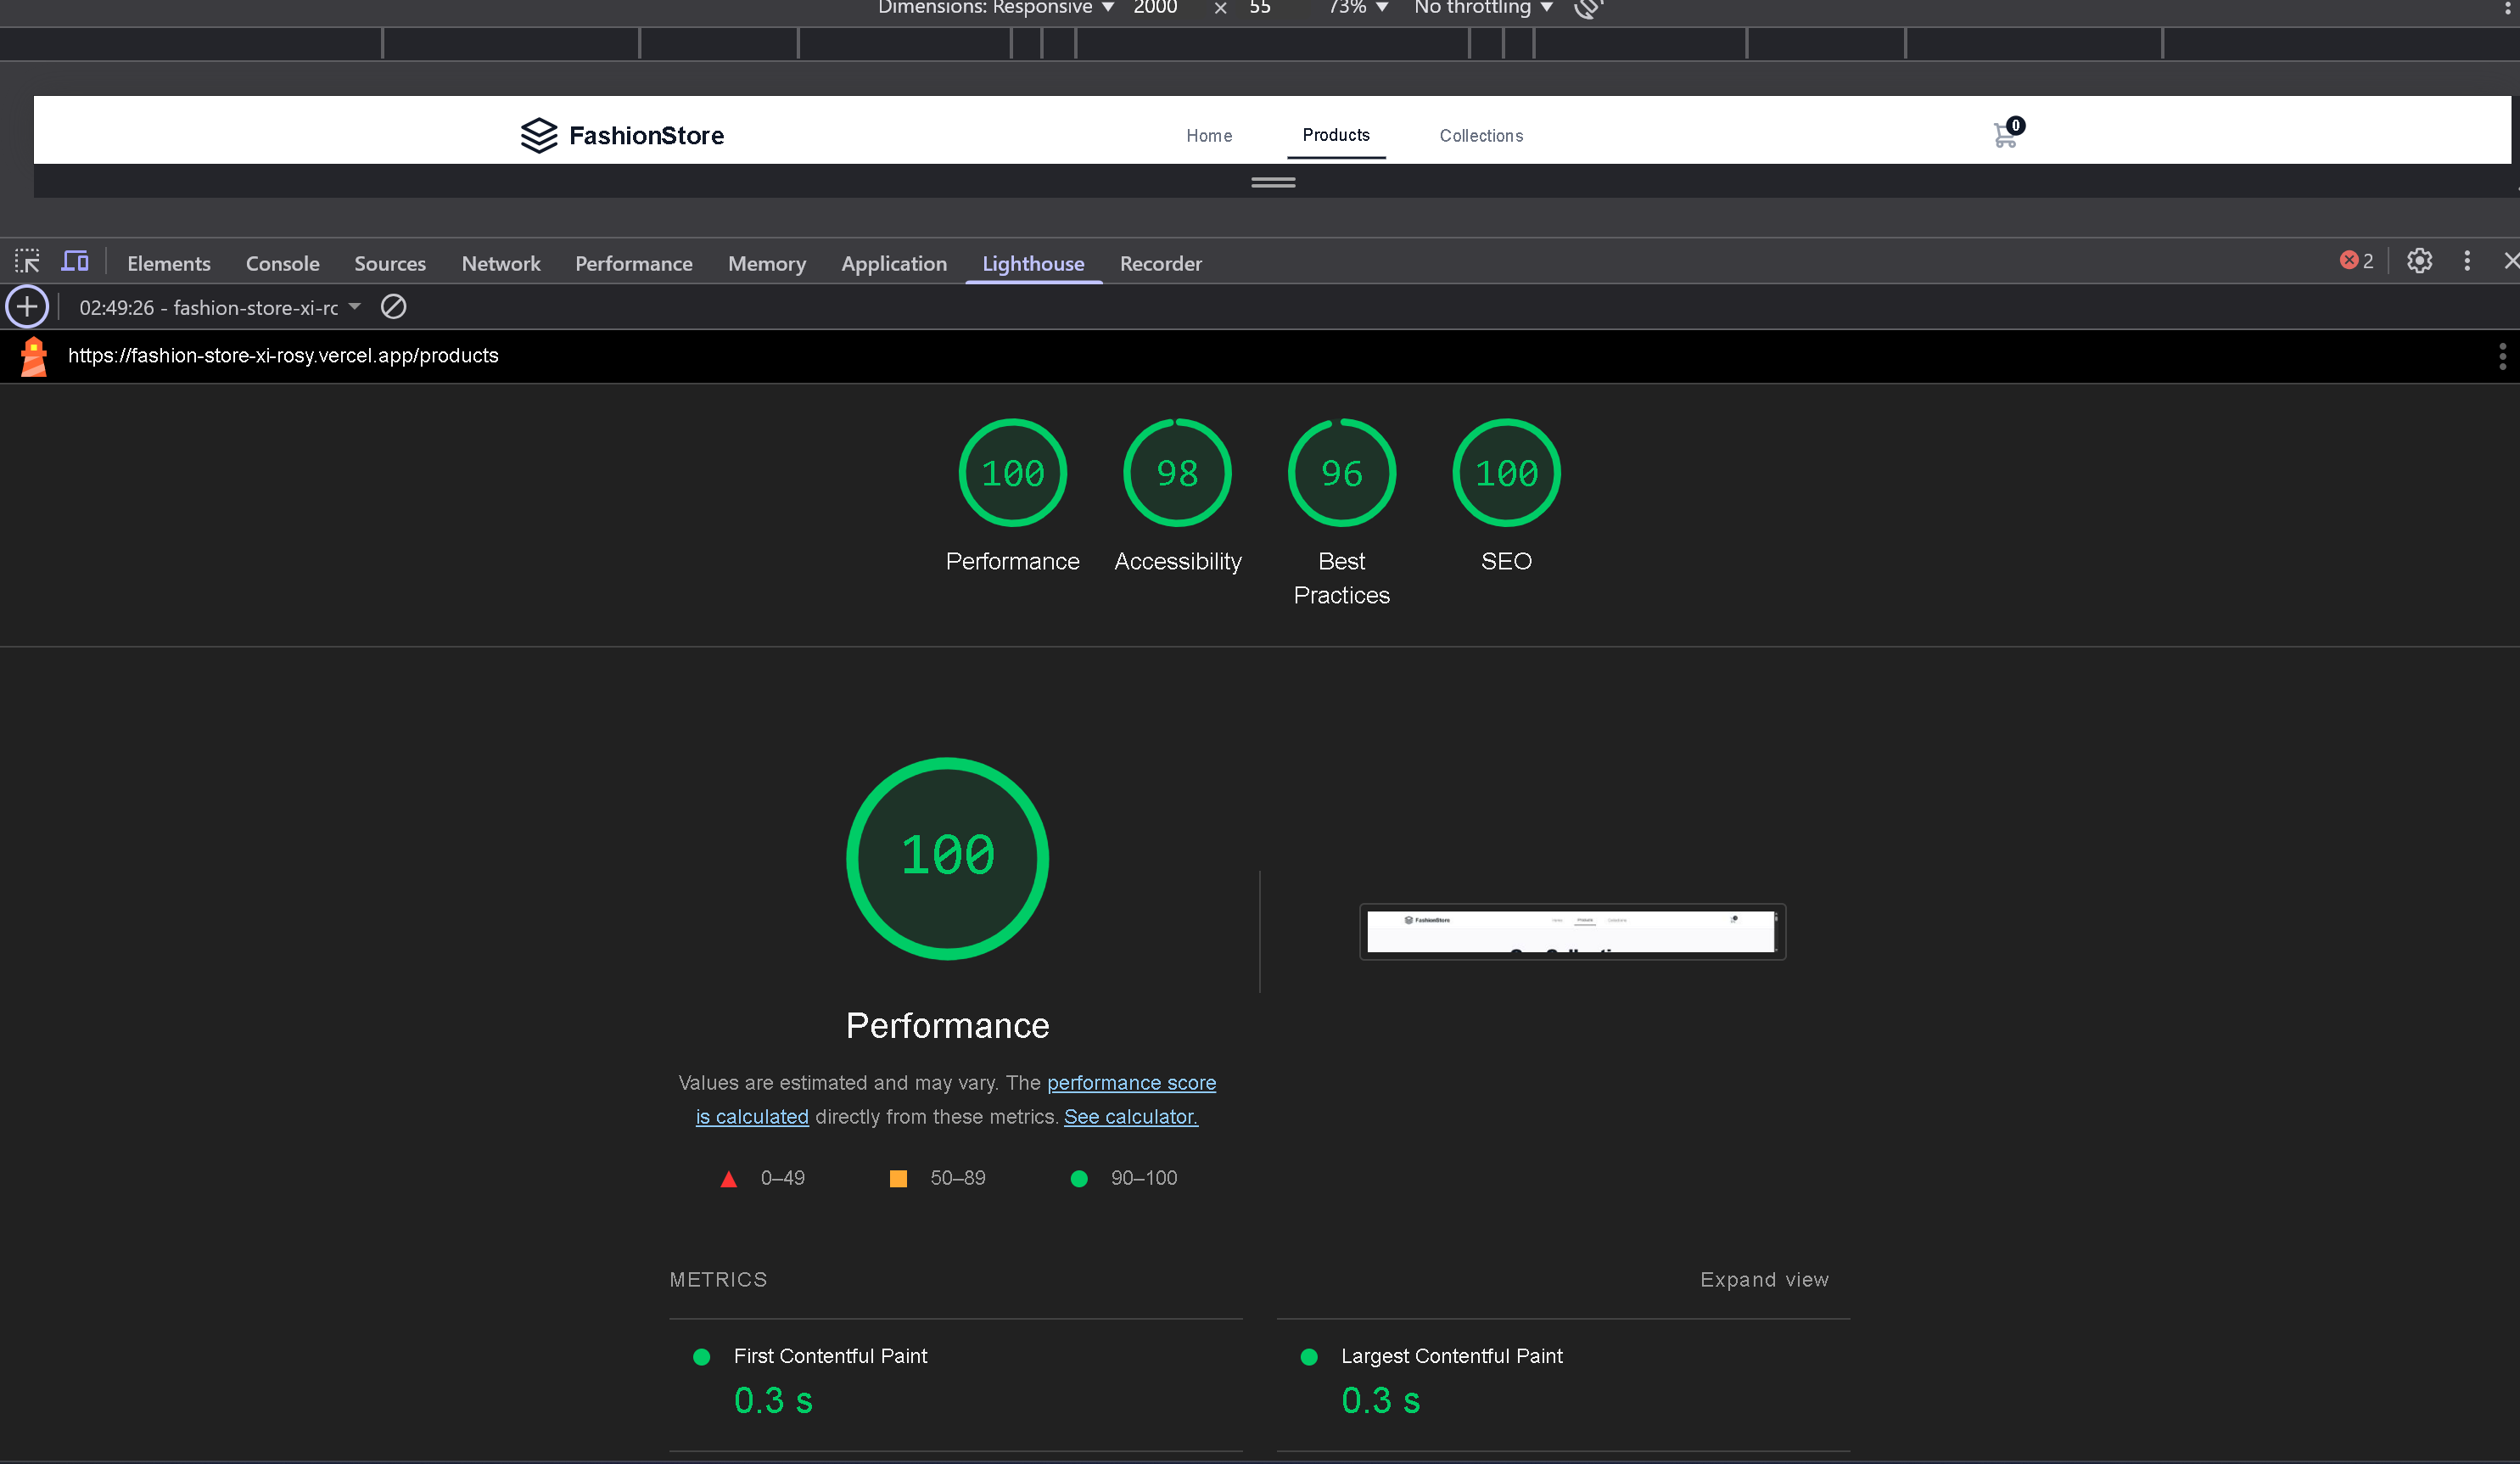 Dimensions: Responsive 2000 × 55 73% No throttling
FashionStore Home Products Collections 0
Elements Console Sources Network Performance Memory Application Lighthouse Recorder 2
02:49:26 - fashion-store-xi-rc
https://fashion-store-xi-rosy.vercel.app/products
100 98 96 100
Performance Accessibility Best Practices SEO
100
FashionStore Products
Performance
Values are estimated and may vary. The performance score
is calculated directly from these metrics. See calculator.
0–49 50–89 90–100
METRICS Expand view
First Contentful Paint Largest Contentful Paint
0.3 s 0.3 s